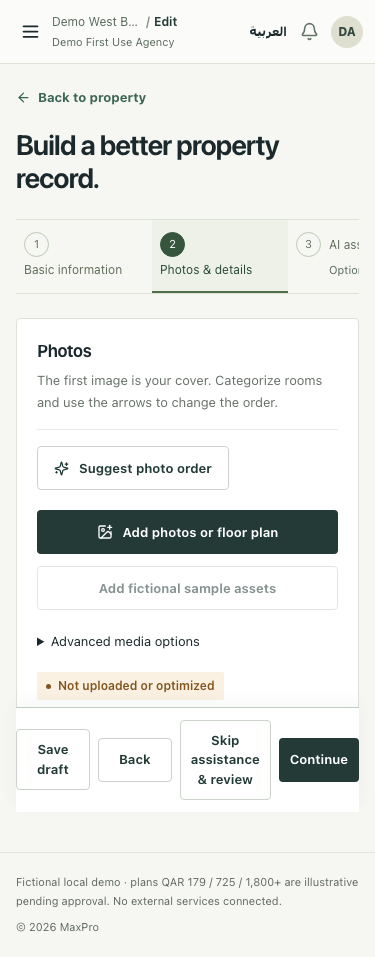 Demo West B... / Edit
Demo First Use Agency
العربية
DA
Back to property
Build a better property
record.
1
Basic information
2
Photos & details
3
AI ass
Option
Photos
The first image is your cover. Categorize rooms
and use the arrows to change the order.
Suggest photo order
Add photos or floor plan
Add fictional sample assets
Advanced media options
Not uploaded or optimized
Save
draft
Back
Skip
assistance
& review
Continue
Fictional local demo · plans QAR 179 / 725 / 1,800+ are illustrative
pending approval. No external services connected.
© 2026 MaxPro